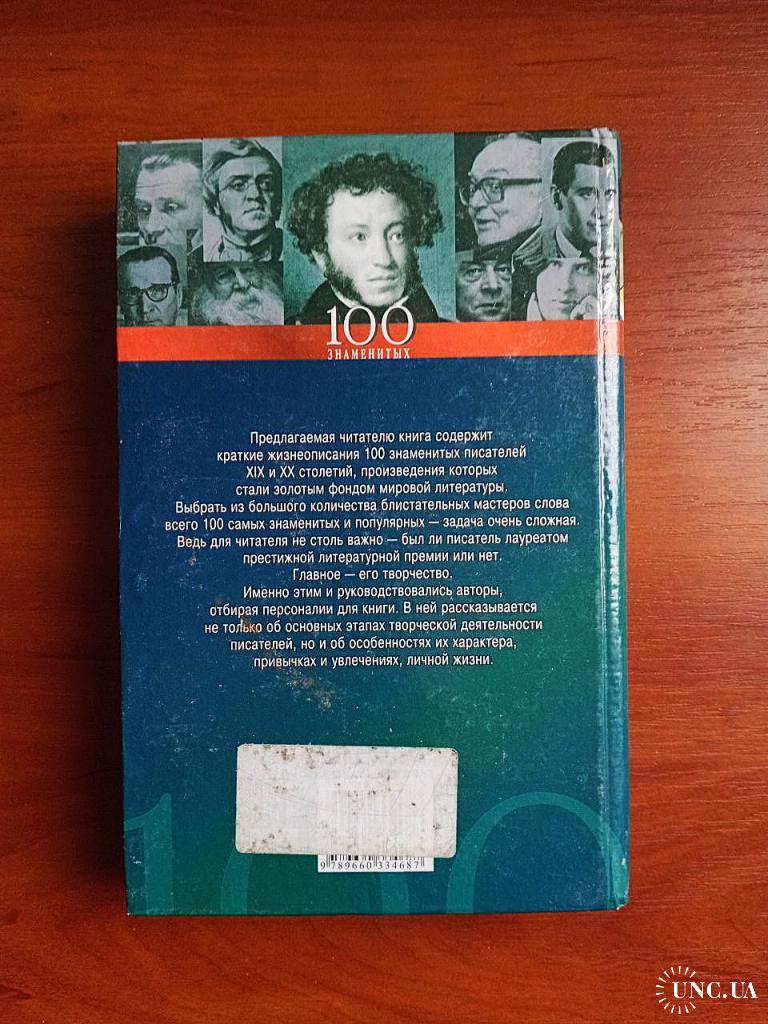 100
ЗНАМЕНИТЫХ
Предлагаемая читателю книга содержит
краткие жизнеописания 100 знаменитых писателей
XIX и XX столетий, произведения которых
стали золотым фондом мировой литературы.
Выбрать из большого количества блистательных мастеров слова
всего 100 самых знаменитых и популярных — задача очень сложная.
Ведь для читателя не столь важно — был ли писатель лауреатом
престижной литературной премии или нет.
Главное — его творчество.
Именно этим и руководствовались авторы,
отбирая персоналии для книги. В ней рассказывается
не только об основных этапах творческой деятельности
писателей, но и об особенностях их характера,
привычках и увлечениях, личной жизни.
100
9 789660 334687
UNC.UA